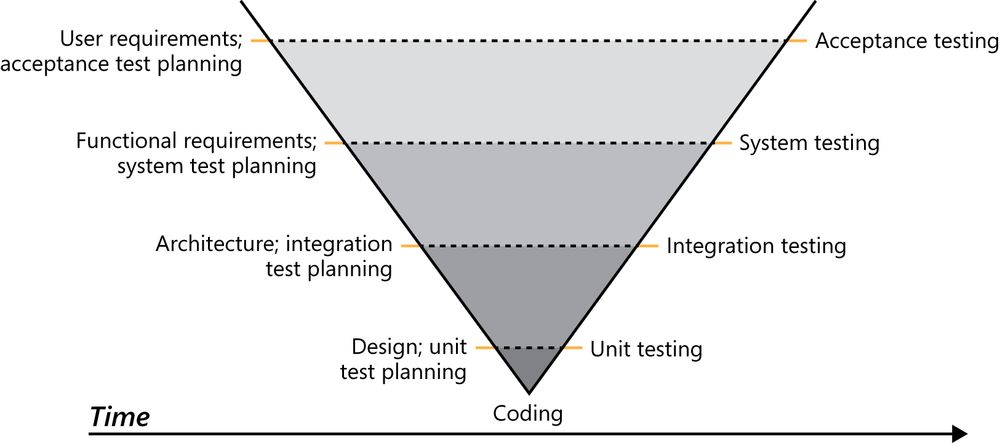 User requirements;
acceptance test planning
Acceptance testing
Functional requirements;
system test planning
System testing
Architecture; integration
test planning
Integration testing
Design; unit
test planning
Unit testing
Coding
Time